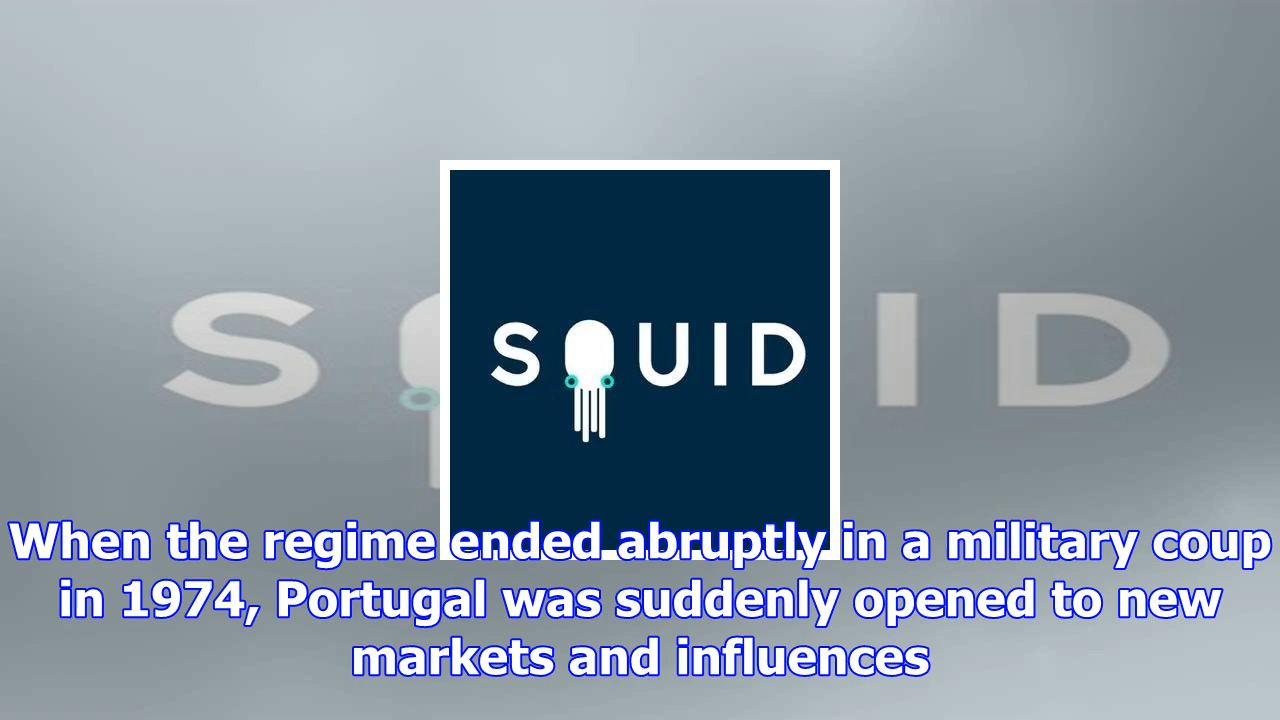 SQUID
When the regime ended abruptly in a military coup
in 1974, Portugal was suddenly opened to new
markets and influences